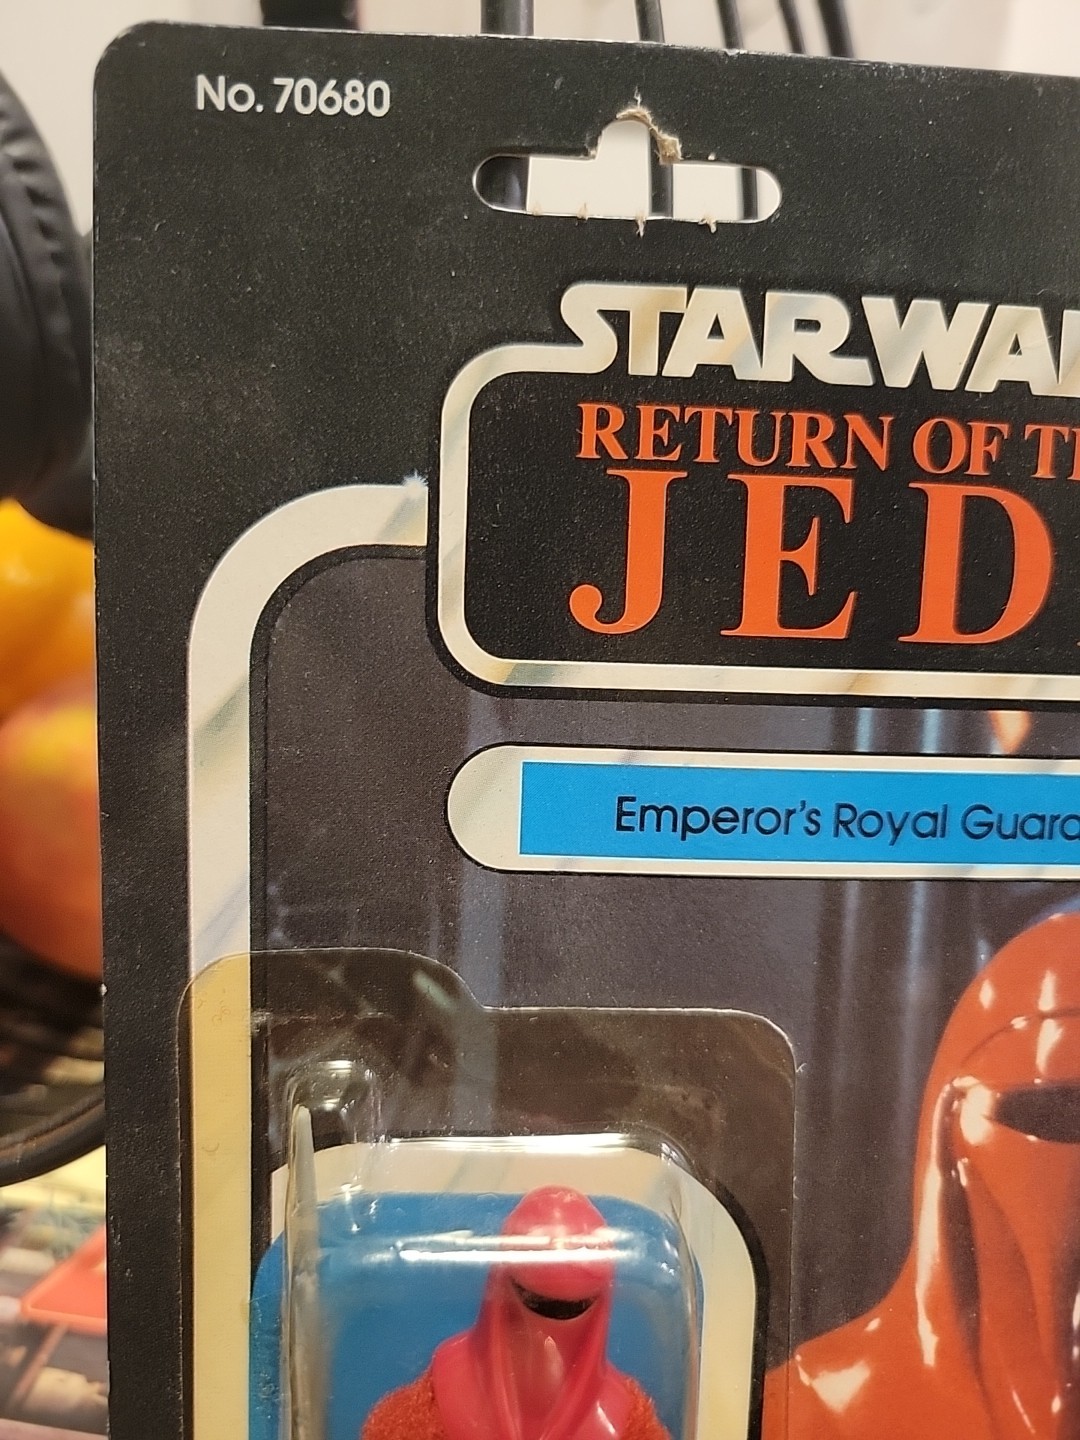 No. 70680
STAR WA
RETURN OF T
JED
Emperor's Royal Guard